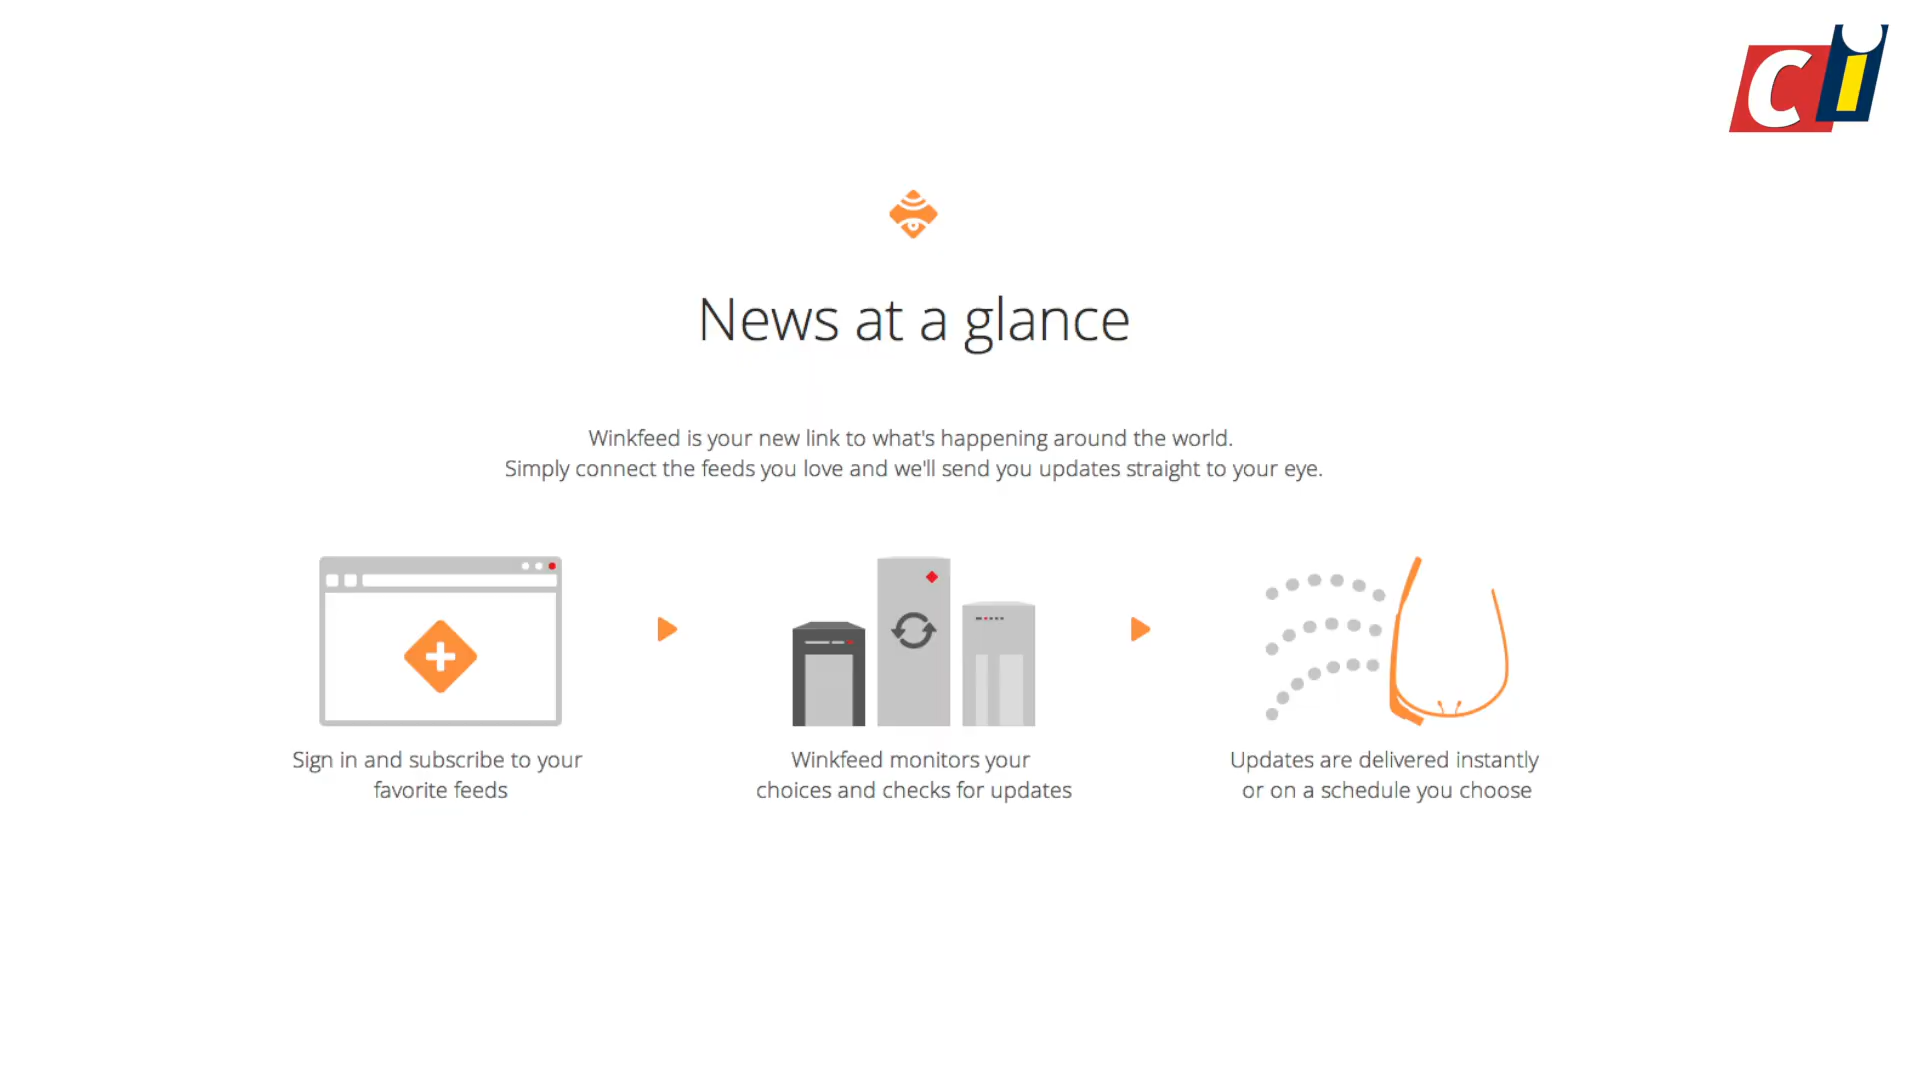 Ci
News at a glance
Winkfeed is your new link to what's happening around the world.
Simply connect the feeds you love and we'll send you updates straight to your eye.
Sign in and subscribe to your
favorite feeds
Winkfeed monitors your
choices and checks for updates
Updates are delivered instantly
or on a schedule you choose